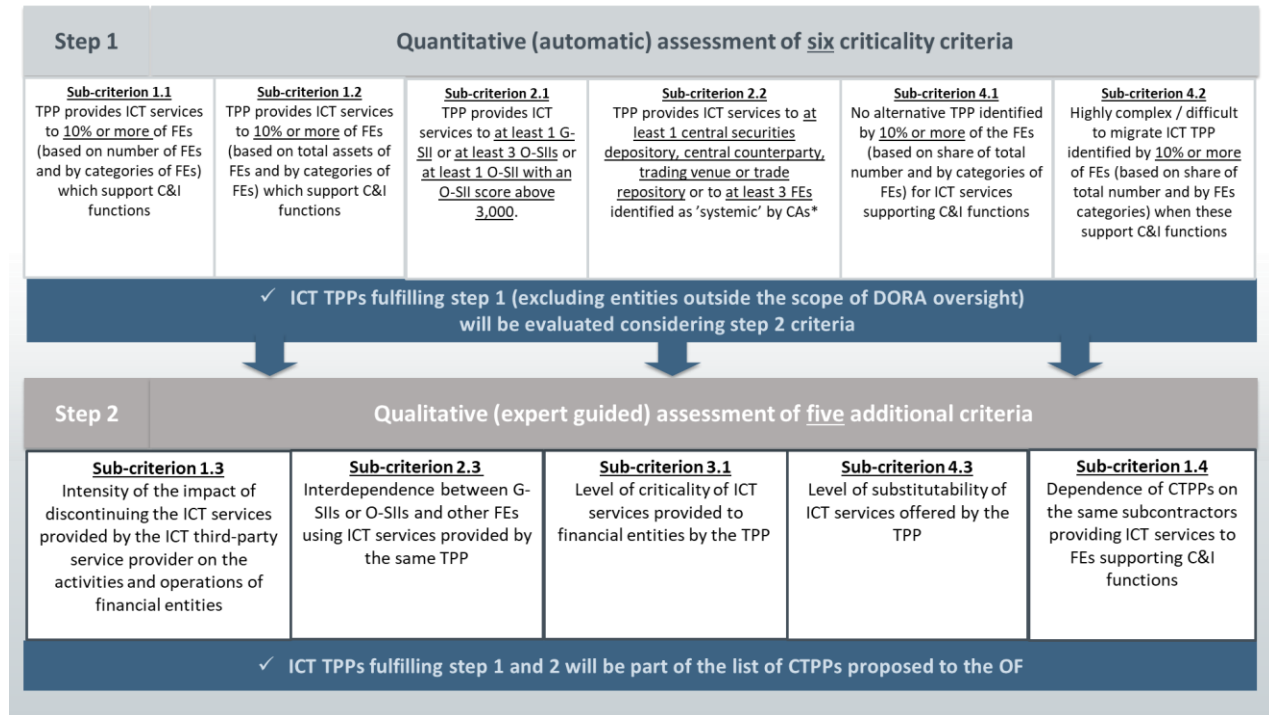 Step 1
Quantitative (automatic) assessment of six criticality criteria
Sub-criterion 1.1
TPP provides ICT services
to 10% or more of FEs
(based on number of FEs
and by categories of FEs)
which support C&I
functions
Sub-criterion 1.2
TPP provides ICT services
to 10% or more of FEs
(based on total assets of
FEs and by categories of
FEs) which support C&I
functions
Sub-criterion 2.1
TPP provides ICT
services to at least 1 G-
SII or at least 3 O-SIIs or
at least 1 O-SII with an
O-SII score above
3,000.
Sub-criterion 2.2
TPP provides ICT services to at
least 1 central securities
depository, central counterparty,
trading venue or trade
repository or to at least 3 FEs
identified as 'systemic' by CAs*
Sub-criterion 4.1
No alternative TPP identified
by 10% or more of the FEs
(based on share of total
number and by categories of
FEs) for ICT services
supporting C&I functions
Sub-criterion 4.2
Highly complex / difficult
to migrate ICT TPP
identified by 10% or more
of FEs (based on share of
total number and by FEs
categories) when these
support C&I functions
✓ ICT TPPs fulfilling step 1 (excluding entities outside the scope of DORA oversight)
will be evaluated considering step 2 criteria
Step 2
Qualitative (expert guided) assessment of five additional criteria
Sub-criterion 1.3
Intensity of the impact of
discontinuing the ICT services
provided by the ICT third-party
service provider on the
activities and operations of
financial entities
Sub-criterion 2.3
Interdependence between G-
SIIs or O-SIIs and other FEs
using ICT services provided by
the same TPP
Sub-criterion 3.1
Level of criticality of ICT
services provided to
financial entities by the TPP
Sub-criterion 4.3
Level of substitutability of
ICT services offered by the
TPP
Sub-criterion 1.4
Dependence of CTPPs on
the same subcontractors
providing ICT services to
FEs supporting C&I
functions
✓ ICT TPPs fulfilling step 1 and 2 will be part of the list of CTPPs proposed to the OF